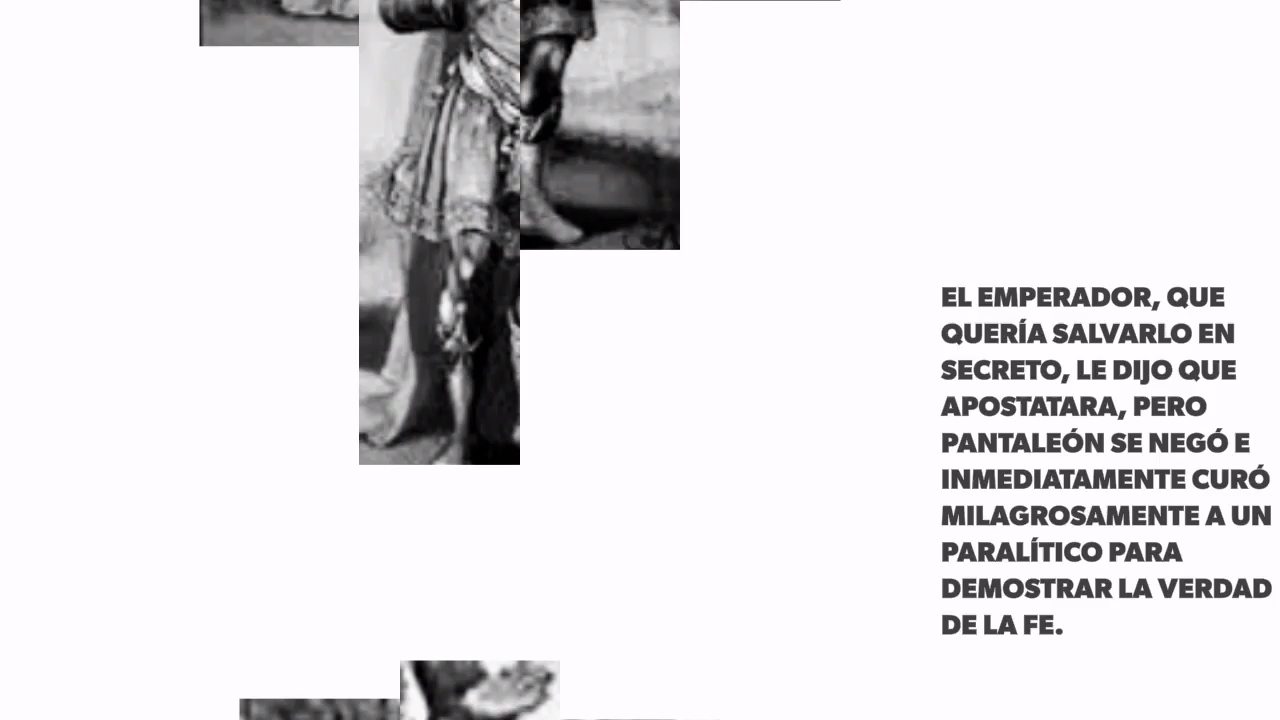 EL EMPERADOR, QUE
QUERÍA SALVARLO EN
SECRETO, LE DIJO QUE
APOSTATARA, PERO
PANTALEÓN SE NEGÓ E
INMEDIATAMENTE CURÓ
MILAGROSAMENTE A UN
PARALÍTICO PARA
DEMOSTRAR LA VERDAD
DE LA FE.